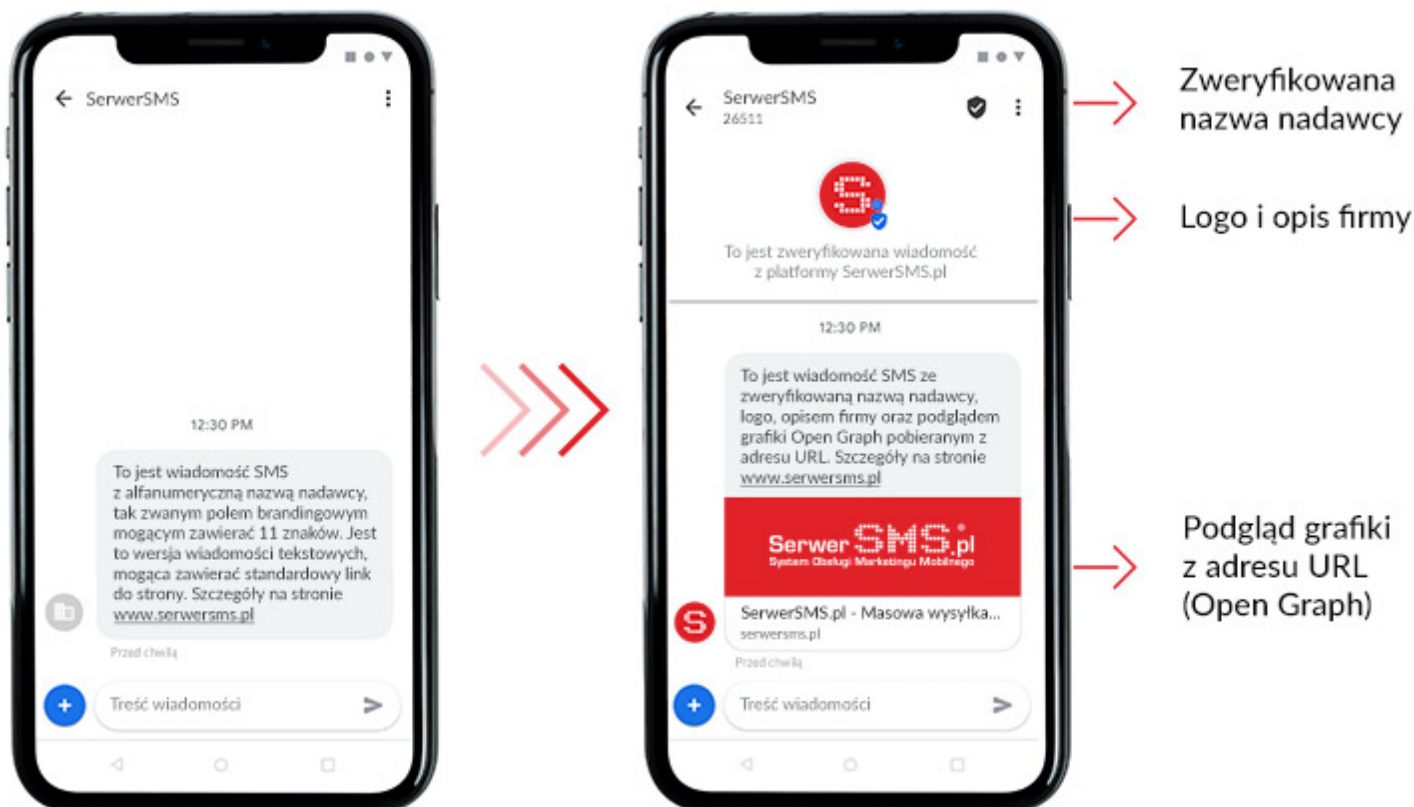 SerwerSMS
12:30 PM
To jest wiadomość SMS
z alfanumeryczną nazwą nadawcy,
tak zwanym polem brandingowym
mogącym zawierać 11 znaków. Jest
to wersja wiadomości tekstowych,
mogąca zawierać standardowy link
do strony. Szczegóły na stronie
www.serwersms.pl
Przed chwilą
Treść wiadomości
SerwerSMS
26511
To jest zweryfikowana wiadomość
z platformy SerwerSMS.pl
12:30 PM
To jest wiadomość SMS ze
zweryfikowaną nazwą nadawcy,
logo, opisem firmy oraz podglądem
grafiki Open Graph pobieranym z
adresu URL. Szczegóły na stronie
www.serwersms.pl
Serwer SMS.pl
System Obsługi Marketingu Mobilnego
S
SerwerSMS.pl - Masowa wysyłka...
serwersms.pl
S
Przed chwilą
Treść wiadomości
Zweryfikowana
nazwa nadawcy
Logo i opis firmy
Podgląd grafiki
z adresu URL
(Open Graph)